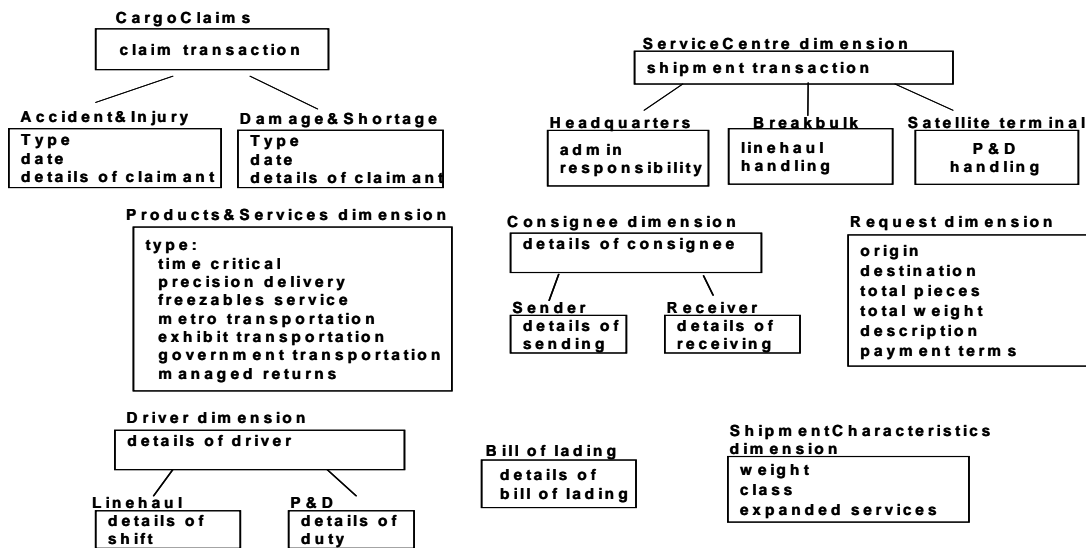 CargoClaims
claim transaction
Accident&Injury
Type
date
details of claimant
Damage&Shortage
Type
date
details of claimant
ServiceCentre dimension
shipment transaction
Headquarters
admin
responsibility
Breakbulk
linehaul
handling
Satellite terminal
P&D
handling
Products&Services dimension
type:
time critical
precision delivery
freezables service
metro transportation
exhibit transportation
government transportation
managed returns
Consignee dimension
details of consignee
Sender
details of
sending
Receiver
details of
receiving
Request dimension
origin
destination
total pieces
total weight
description
payment terms
Driver dimension
details of driver
Linehaul
details of
shift
P&D
details of
duty
Bill of lading
details of
bill of lading
ShipmentCharacteristics
dimension
weight
class
expanded services